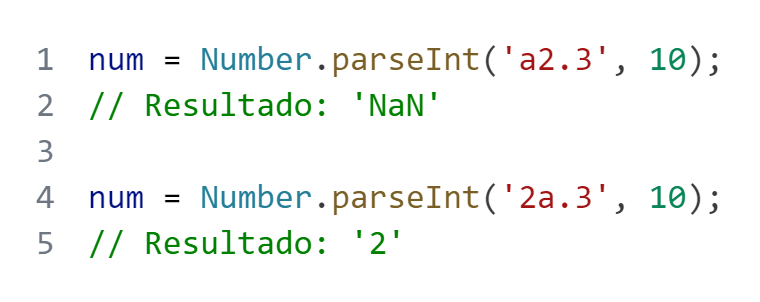 1 num = Number.parseInt('a2.3', 10);
2 // Resultado: 'NaN'
3
4 num = Number.parseInt('2a.3', 10);
5 // Resultado: '2'